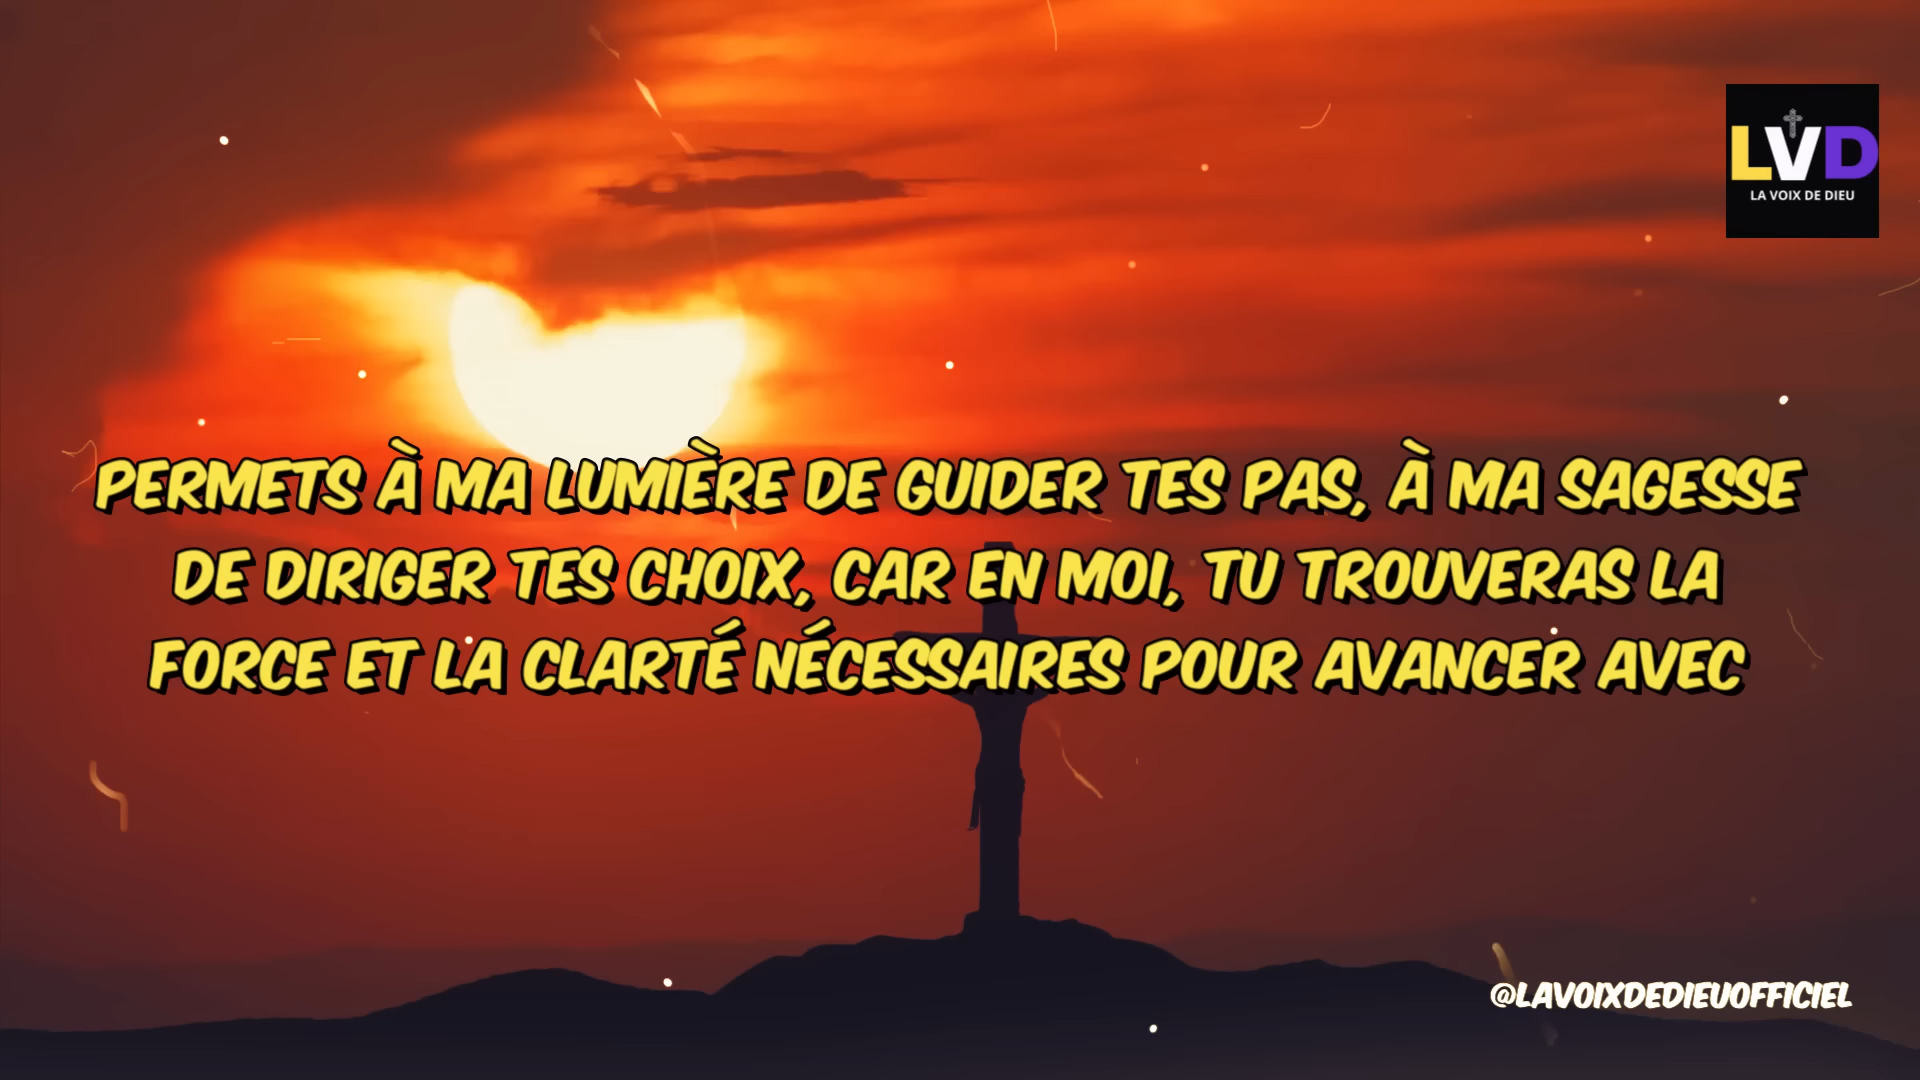 LVD
LA VOIX DE DIEU
PERMETS À MA LUMIÈRE DE GUIDER TES PAS, À MA SAGESSE
DE DIRIGER TES CHOIX, CAR EN MOI, TU TROUVERAS LA
FORCE ET LA CLARTÉ NÉCESSAIRES POUR AVANCER AVEC
@LAVOIXDEDIEUOFFICIEL